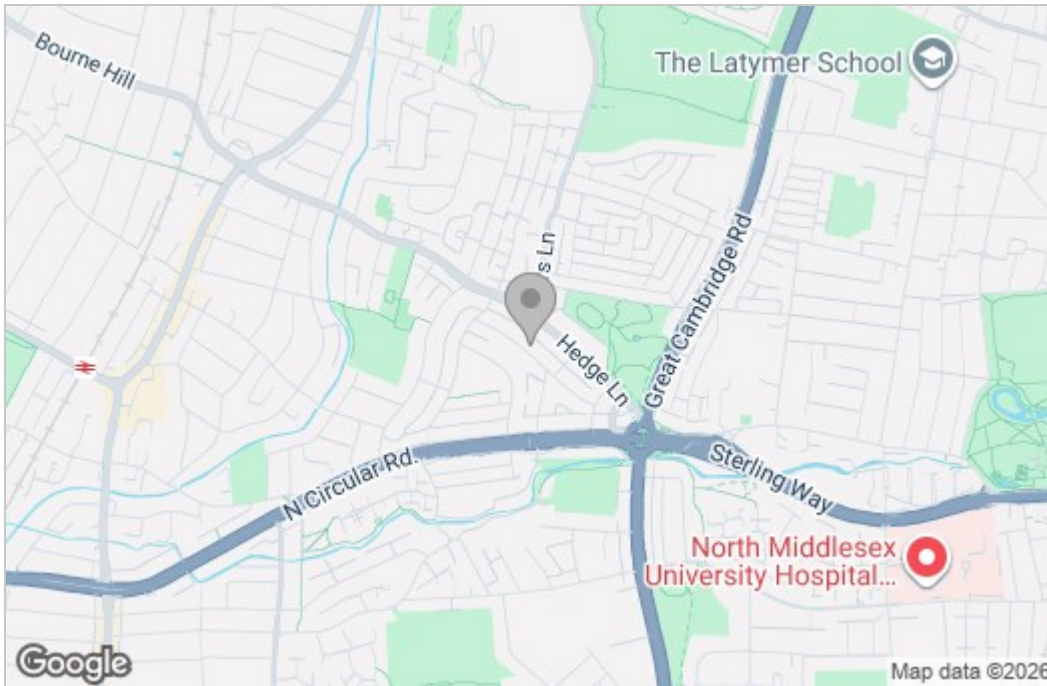 Bourne Hill
The Latymer School
s Ln
Great Cambridge Rd
Hedge Ln
N Circular Rd.
Sterling Way
North Middlesex
University Hospital...
Google
Map data ©2026